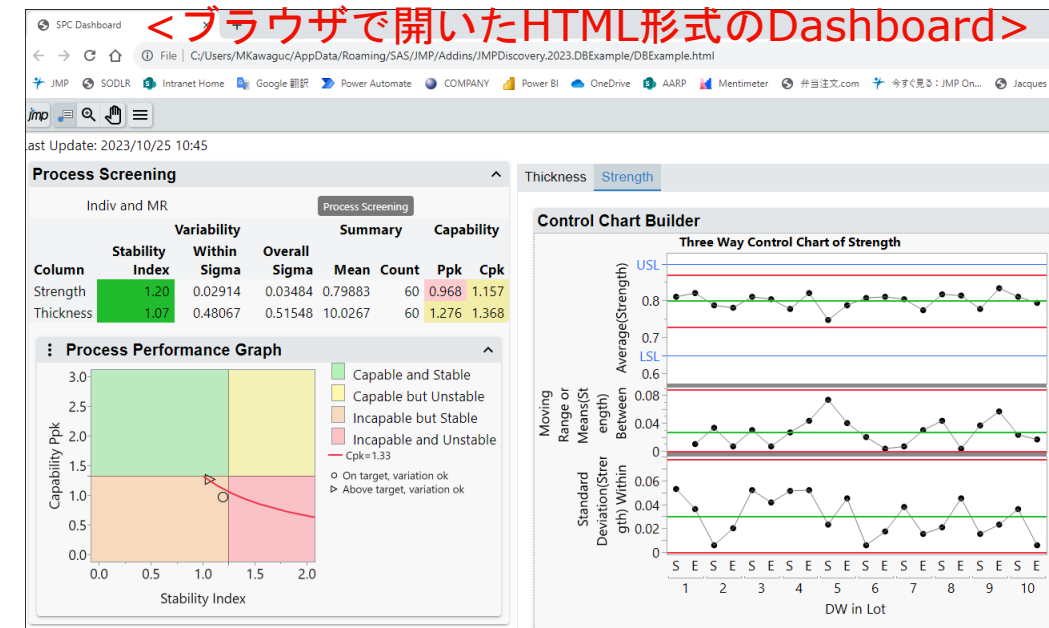 <ブラウザで開いたHTML形式のDashboard>
SPC Dashboard
File C:/Users/MKawaguc/AppData/Roaming/SAS/JMP/Addins/JMPDiscovery.2023.DBExample/DBExample.html
JMP SODLR Intranet Home Google 翻訳 Power Automate COMPANY Power BI OneDrive AARP Mentimeter 弁当注文.com 今すぐ見る：JMP On... Jacques
jmp
ast Update: 2023/10/25 10:45
Process Screening
Indiv and MR
Process Screening
Variability Summary Capability
Stability Within Overall
Column Index Sigma Sigma Mean Count Ppk Cpk
Strength 1.20 0.02914 0.03484 0.79883 60 0.968 1.157
Thickness 1.07 0.48067 0.51548 10.0267 60 1.276 1.368
Process Performance Graph
Capability Ppk
3.0
2.5
2.0
1.5
1.0
0.5
0.0
0.0 0.5 1.0 1.5 2.0
Stability Index
Capable and Stable
Capable but Unstable
Incapable but Stable
Incapable and Unstable
Cpk=1.33
On target, variation ok
Above target, variation ok
Thickness Strength
Control Chart Builder
Three Way Control Chart of Strength
Average(Strength)
USL
0.8
0.7
LSL
0.6
Moving
Range or
Means(St
ength)
Between
0.08
0.04
0
Standard
Deviation(Strer
gth) Within
0.06
0.04
0.02
0
S E S E S E S E S E S E S E S E S E S E
1 2 3 4 5 6 7 8 9 10
DW in Lot